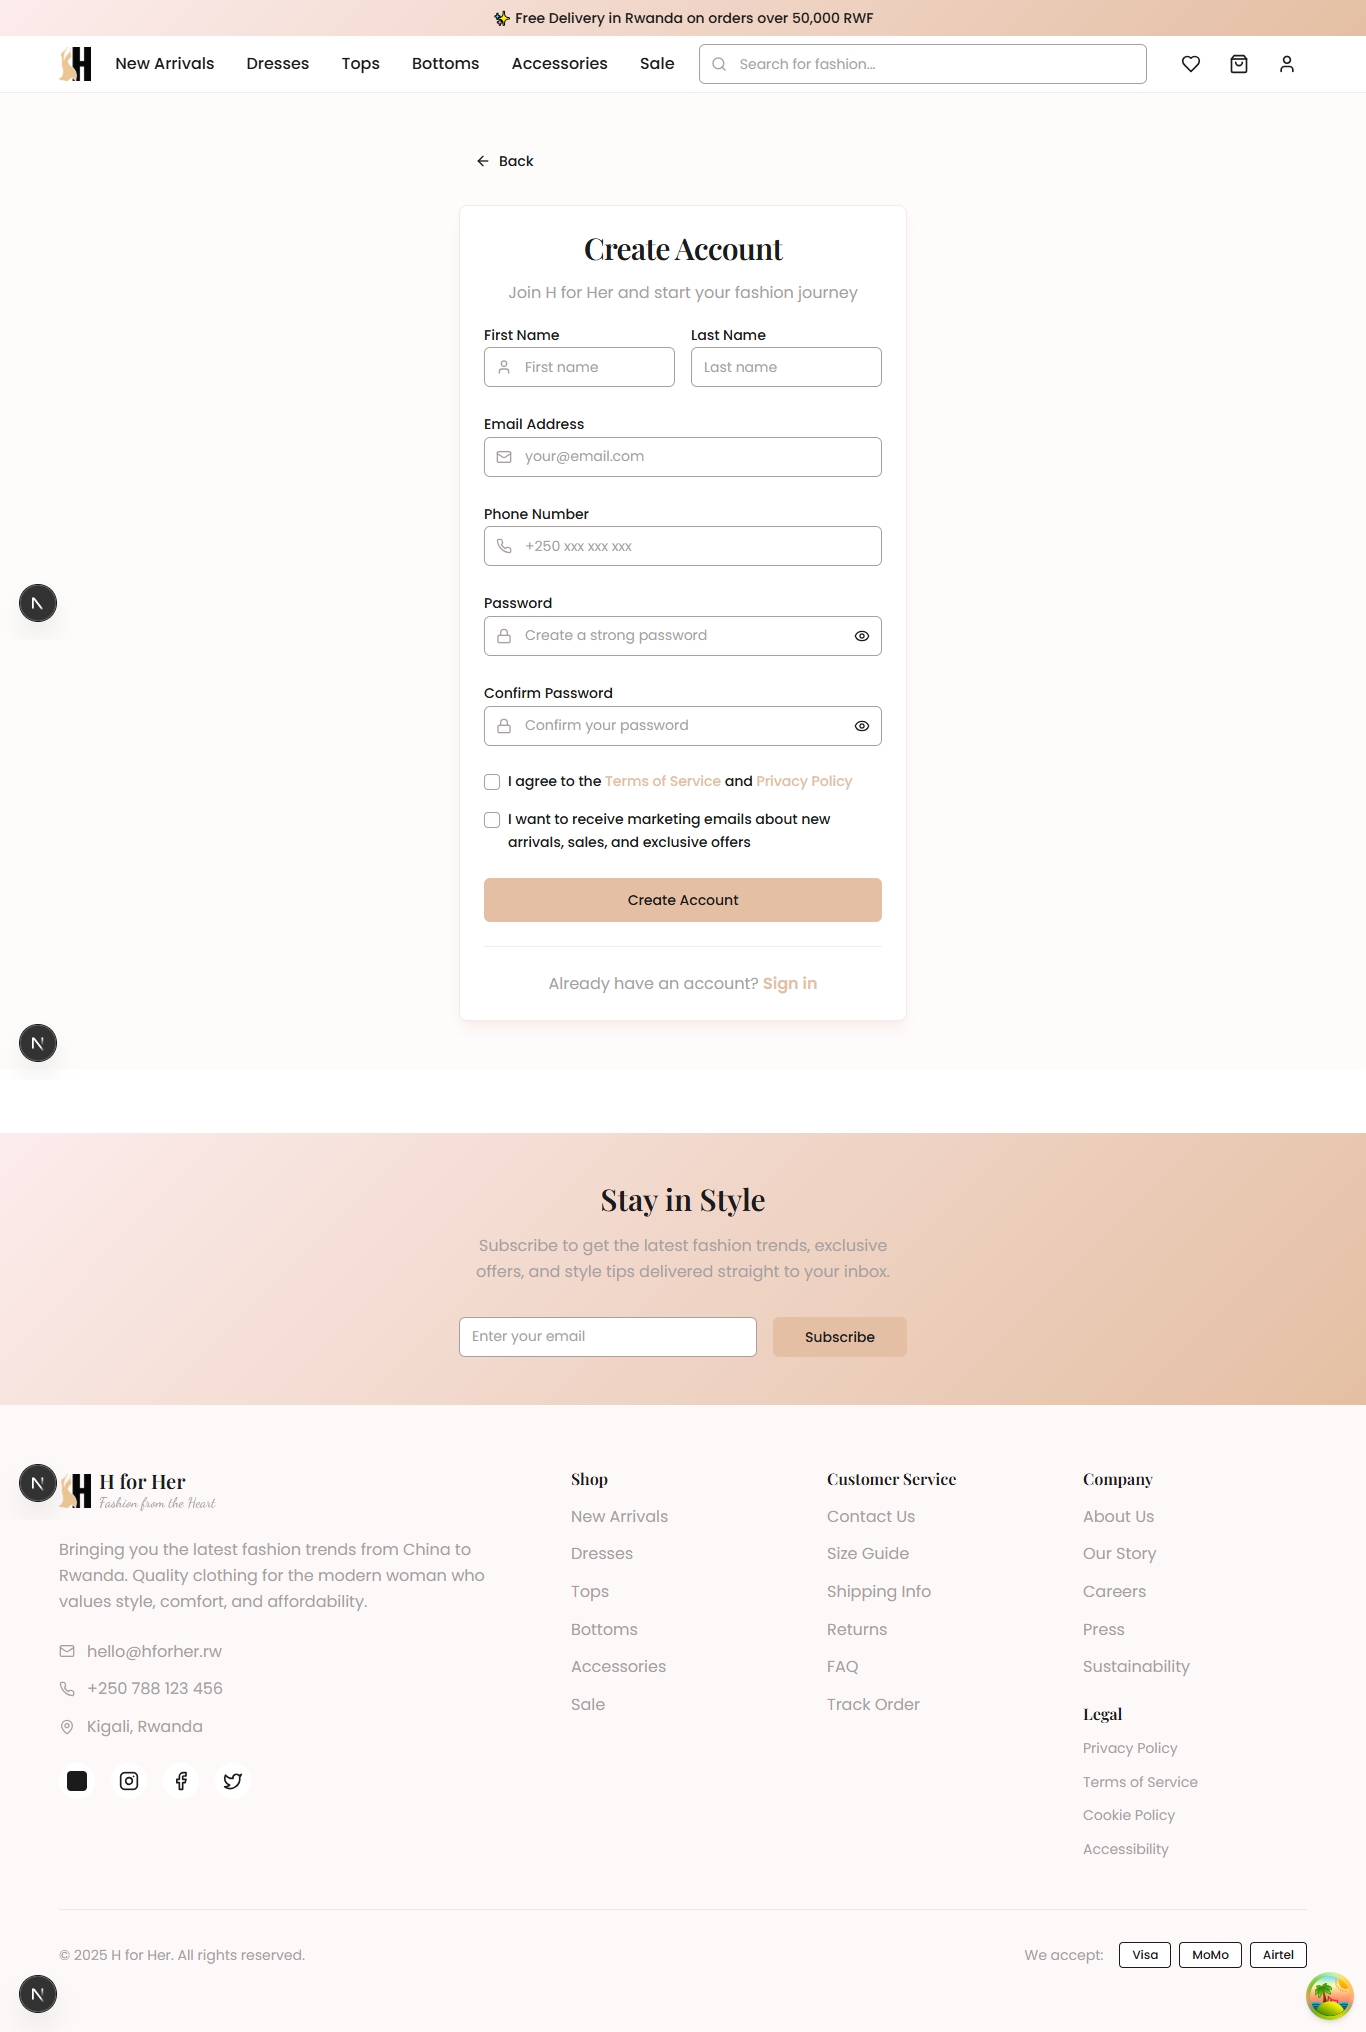 ✨ Free Delivery in Rwanda on orders over 50,000 RWF
H New Arrivals Dresses Tops Bottoms Accessories Sale Search for fashion...
Back
Create Account
Join H for Her and start your fashion journey
First Name Last Name
First name Last name
Email Address
your@email.com
Phone Number
+250 xxx xxx xxx
Password
Create a strong password
Confirm Password
Confirm your password
I agree to the Terms of Service and Privacy Policy
I want to receive marketing emails about new
arrivals, sales, and exclusive offers
Create Account
Already have an account? Sign in
Stay in Style
Subscribe to get the latest fashion trends, exclusive
offers, and style tips delivered straight to your inbox.
Enter your email Subscribe
H H for Her
Fashion from the Heart
Bringing you the latest fashion trends from China to
Rwanda. Quality clothing for the modern woman who
values style, comfort, and affordability.
hello@hforher.rw
+250 788 123 456
Kigali, Rwanda
Shop
New Arrivals
Dresses
Tops
Bottoms
Accessories
Sale
Customer Service
Contact Us
Size Guide
Shipping Info
Returns
FAQ
Track Order
Company
About Us
Our Story
Careers
Press
Sustainability
Legal
Privacy Policy
Terms of Service
Cookie Policy
Accessibility
© 2025 H for Her. All rights reserved.
We accept: Visa MoMo Airtel
N
N
N
N